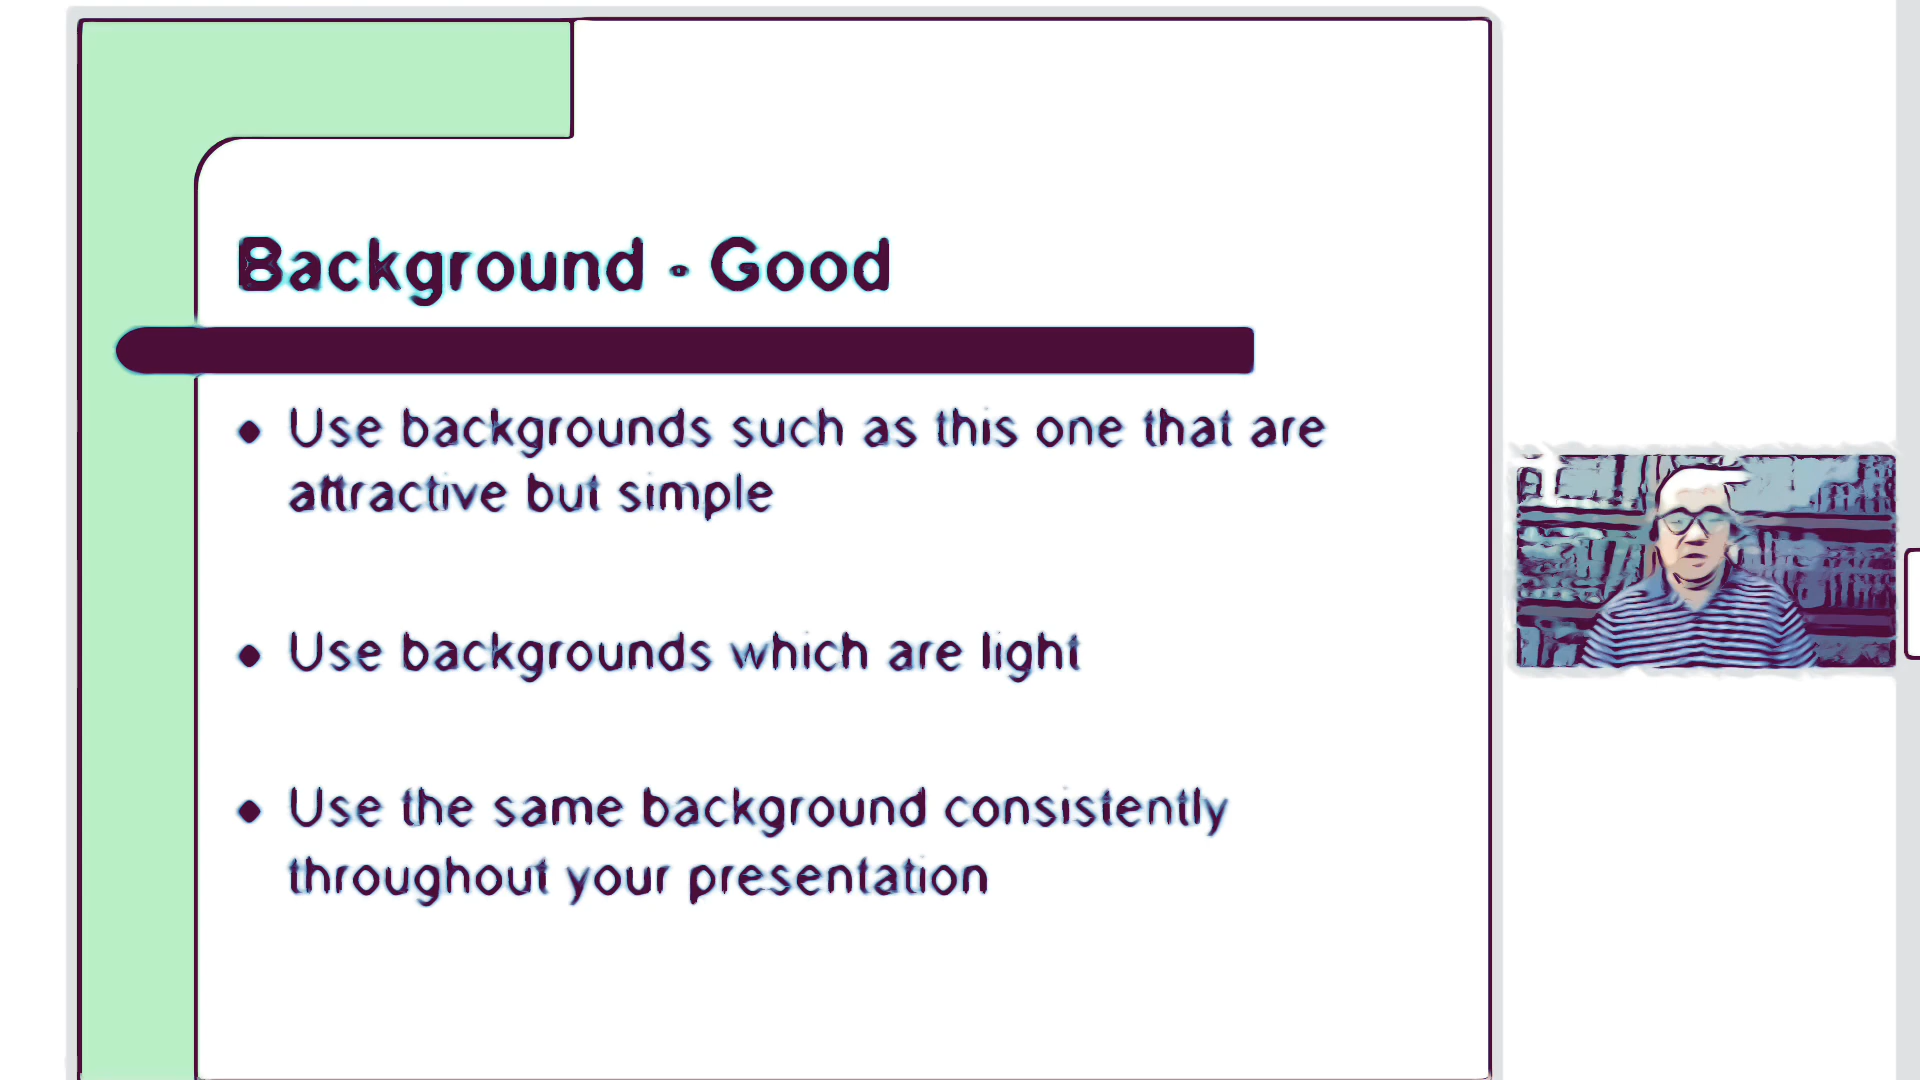 Background - Good
• Use backgrounds such as this one that are
attractive but simple
• Use backgrounds which are light
• Use the same background consistently
throughout your presentation